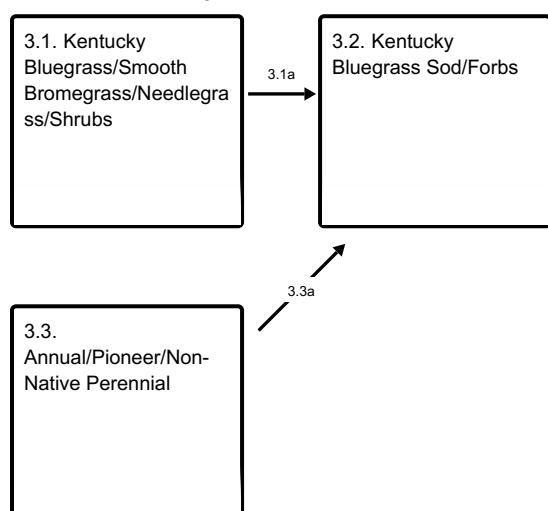 3.1. Kentucky
Bluegrass/Smooth
Bromegrass/Needlegra
ss/Shrubs
3.1a
3.2. Kentucky
Bluegrass Sod/Forbs
3.3a
3.3.
Annual/Pioneer/Non-
Native Perennial